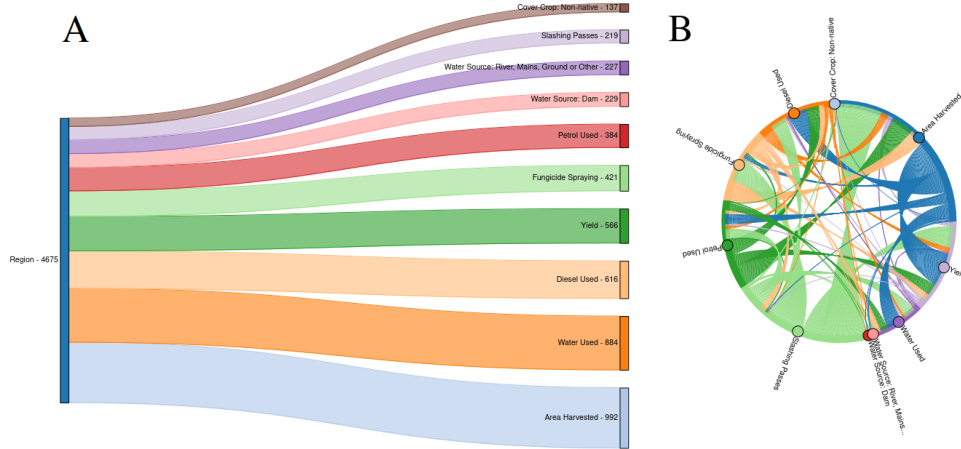 A
Cover Crop: Non-native - 137
Slashing Passes - 219
Water Source: River, Mains, Ground or Other - 227
Water Source: Dam - 229
Petrol Used - 384
Fungicide Spraying - 421
Yield - 566
Region - 4675
Diesel Used - 616
Water Used - 884
Area Harvested - 992
B
Cover Crop: Non-native
Diesel Used
Area Harvested
Fungicide Spraying
Petrol Used
Slashing Passes
Water Used
Water Source: River, Mains...
Water Source: Dam